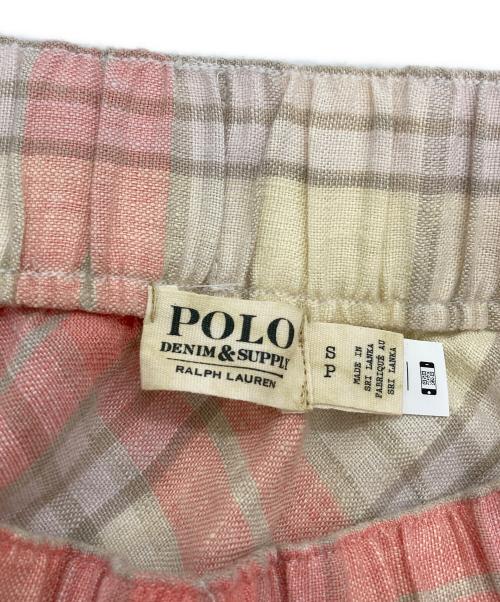 POLO
DENIM & SUPPLY
RALPH LAUREN
S
P
MADE IN
SRI LANKA
FABRIQUÉ AU
SRI LANKA